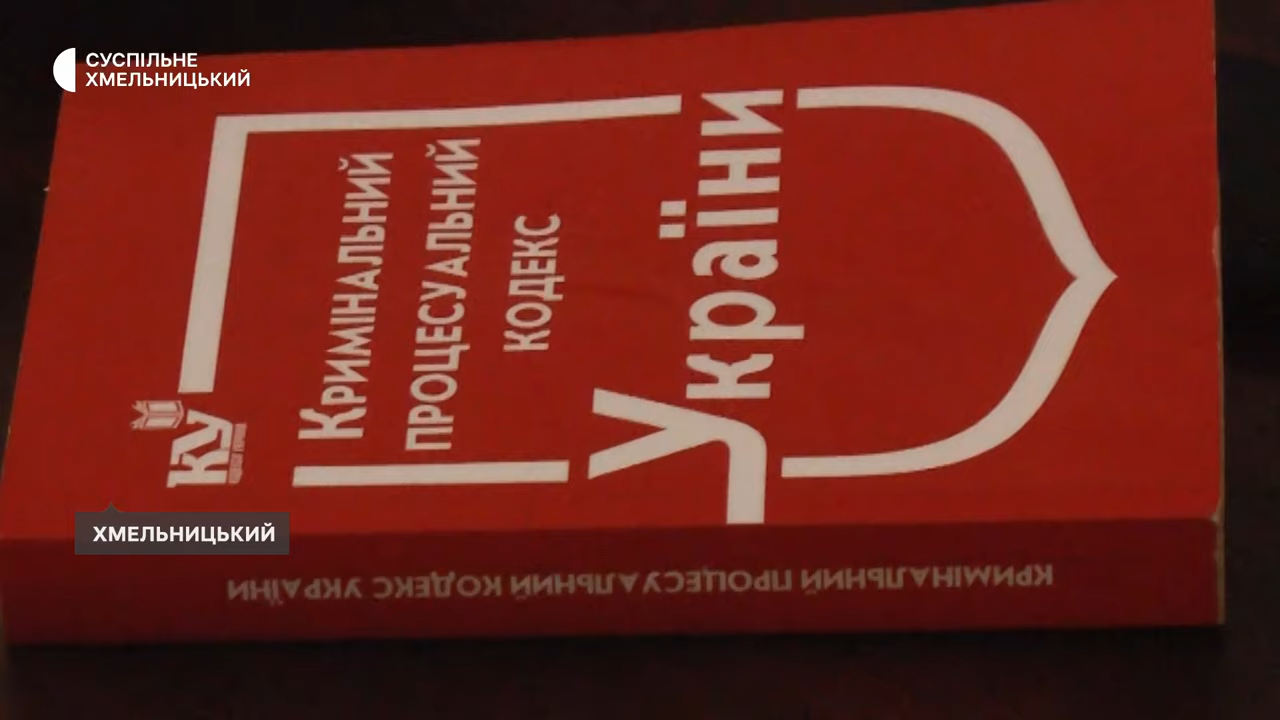 СУСПІЛЬНЕ
ХМЕЛЬНИЦЬКИЙ
КУ
КРИМІНАЛЬНИЙ
ПРОЦЕСУАЛЬНИЙ
КОДЕКС
України
ХМЕЛЬНИЦЬКИЙ
КРИМІНАЛЬНИЙ ПРОЦЕСУАЛЬНИЙ КОДЕКС УКРАЇНИ